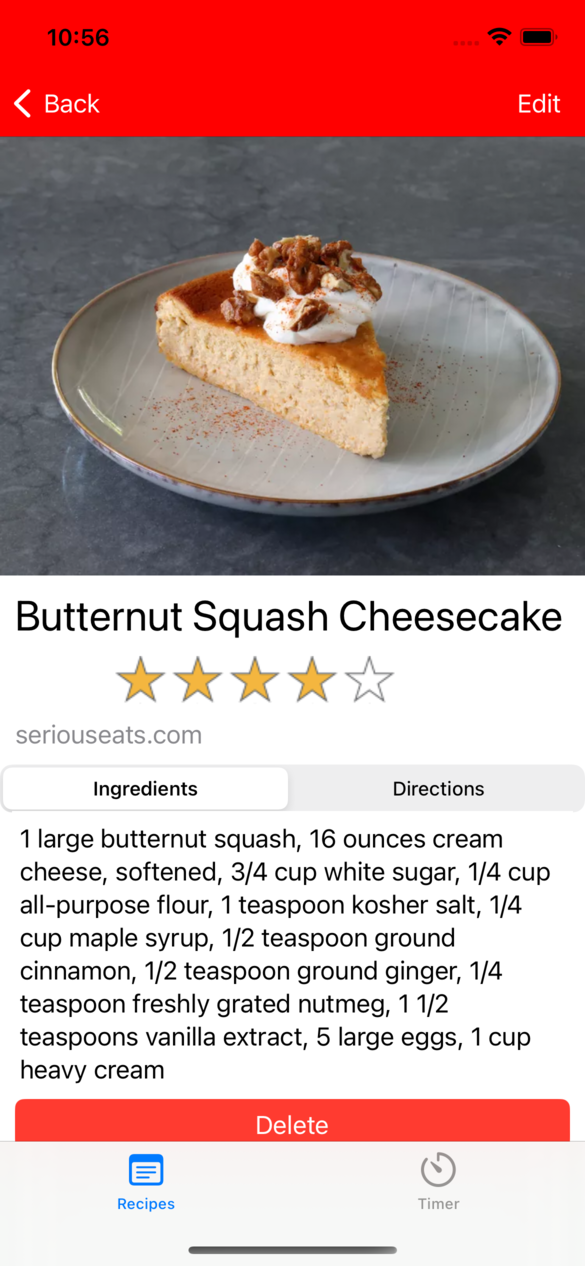 10:56
Back
Edit
Butternut Squash Cheesecake
seriouseats.com
Ingredients
Directions
1 large butternut squash, 16 ounces cream
cheese, softened, 3/4 cup white sugar, 1/4 cup
all-purpose flour, 1 teaspoon kosher salt, 1/4
cup maple syrup, 1/2 teaspoon ground
cinnamon, 1/2 teaspoon ground ginger, 1/4
teaspoon freshly grated nutmeg, 1 1/2
teaspoons vanilla extract, 5 large eggs, 1 cup
heavy cream
Delete
Recipes
Timer